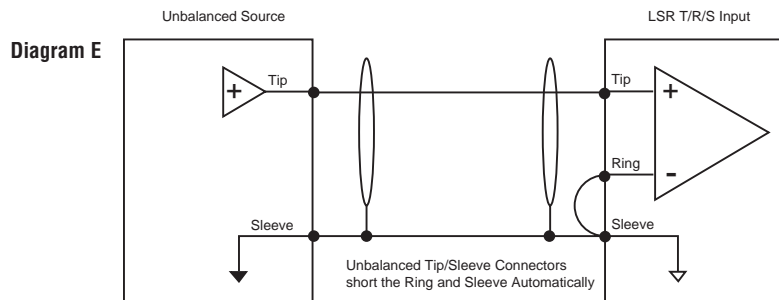 Unbalanced Source
LSR T/R/S Input
Diagram E
Tip
Tip
+
+
Ring
-
Sleeve
Sleeve
Unbalanced Tip/Sleeve Connectors
short the Ring and Sleeve Automatically